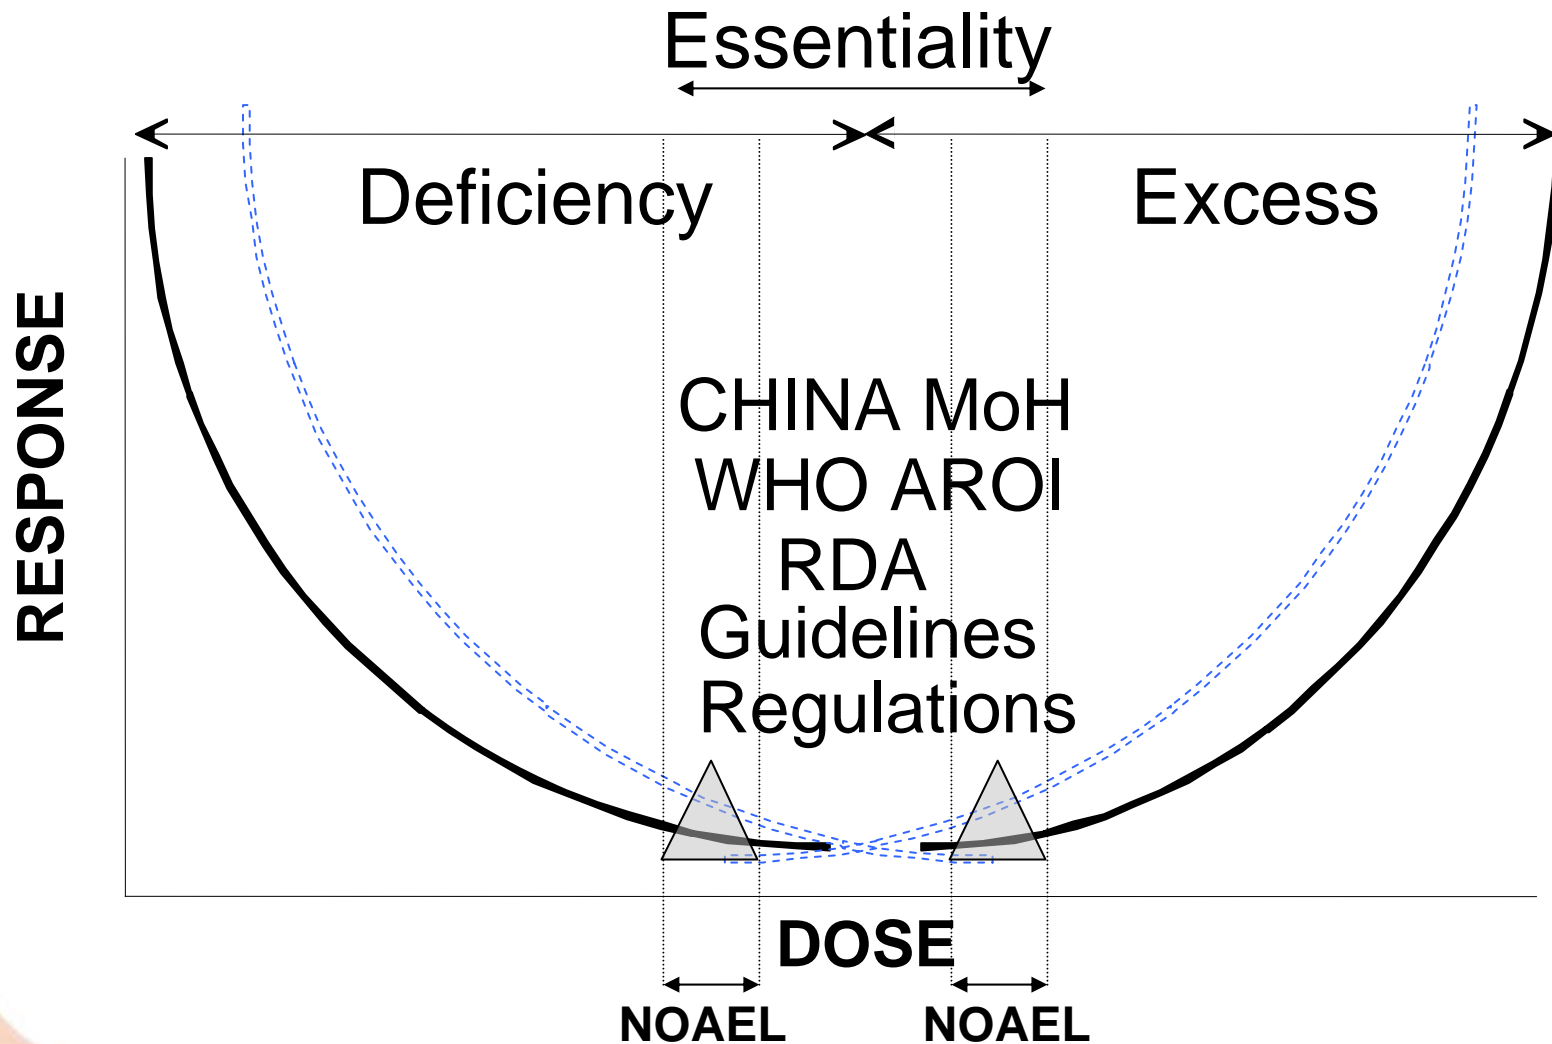 Essentiality
Deficiency
Excess
RESPONSE
CHINA MoH
WHO AROI
RDA
Guidelines
Regulations
DOSE
NOAEL
NOAEL